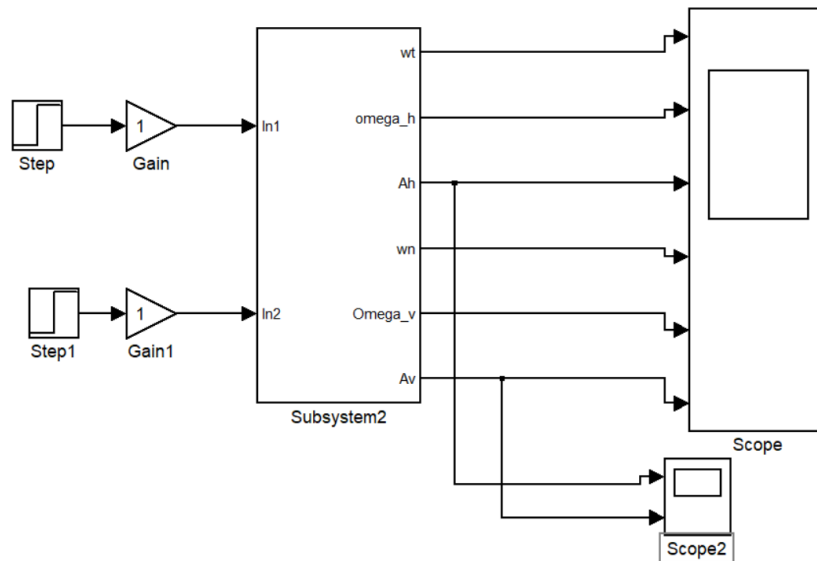 wt
omega_h
1
In1
Step
Gain
Ah
wn
1
In2
Omega_v
Step1
Gain1
Av
Subsystem2
Scope
Scope2